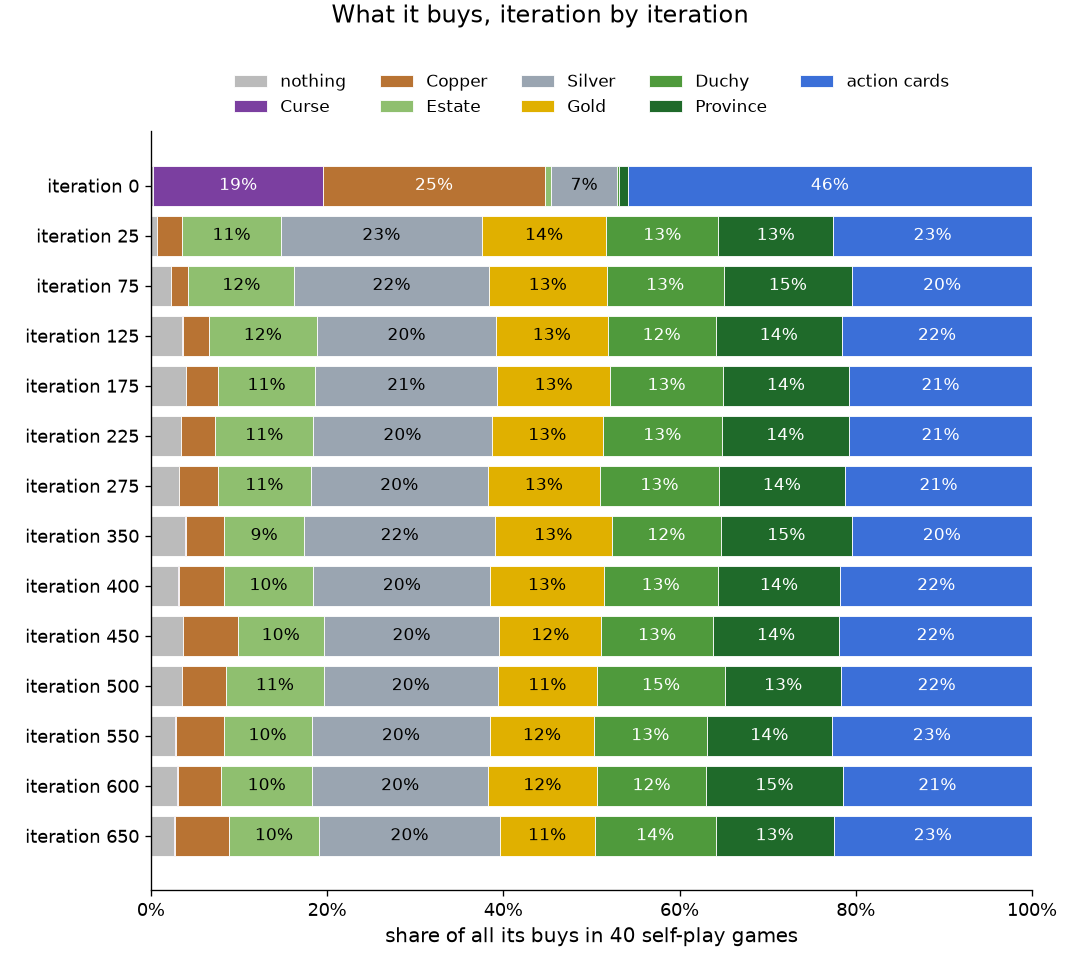 What it buys, iteration by iteration
nothing Copper Silver Duchy action cards
Curse Estate Gold Province
iteration 0 19% 25% 7% 46%
iteration 25 11% 23% 14% 13% 13% 23%
iteration 75 12% 22% 13% 13% 15% 20%
iteration 125 12% 20% 13% 12% 14% 22%
iteration 175 11% 21% 13% 13% 14% 21%
iteration 225 11% 20% 13% 13% 14% 21%
iteration 275 11% 20% 13% 13% 14% 21%
iteration 350 9% 22% 13% 12% 15% 20%
iteration 400 10% 20% 13% 13% 14% 22%
iteration 450 10% 20% 12% 13% 14% 22%
iteration 500 11% 20% 11% 15% 13% 22%
iteration 550 10% 20% 12% 13% 14% 23%
iteration 600 10% 20% 12% 12% 15% 21%
iteration 650 10% 20% 11% 14% 13% 23%
0% 20% 40% 60% 80% 100%
share of all its buys in 40 self-play games